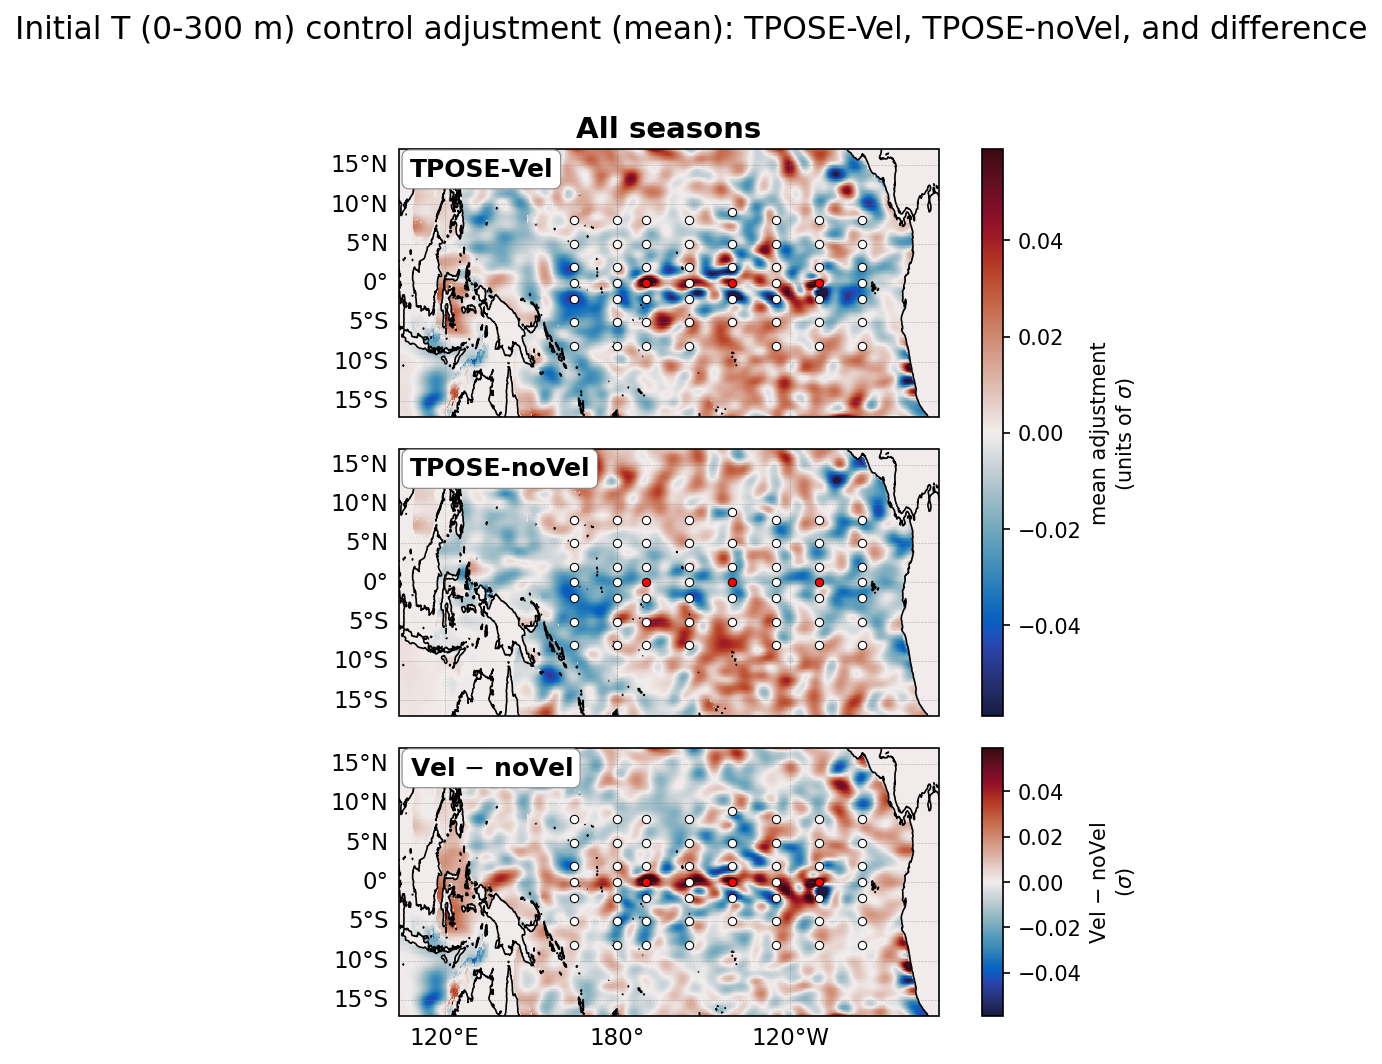 Initial T (0-300 m) control adjustment (mean): TPOSE-Vel, TPOSE-noVel, and difference
All seasons
TPOSE-Vel
15°N
10°N
5°N
0°
5°S
10°S
15°S
TPOSE-noVel
15°N
10°N
5°N
0°
5°S
10°S
15°S
0.04
0.02
0.00
−0.02
−0.04
mean adjustment
(units of σ)
Vel − noVel
15°N
10°N
5°N
0°
5°S
10°S
15°S
120°E
180°
120°W
0.04
0.02
0.00
−0.02
−0.04
Vel − noVel
(σ)